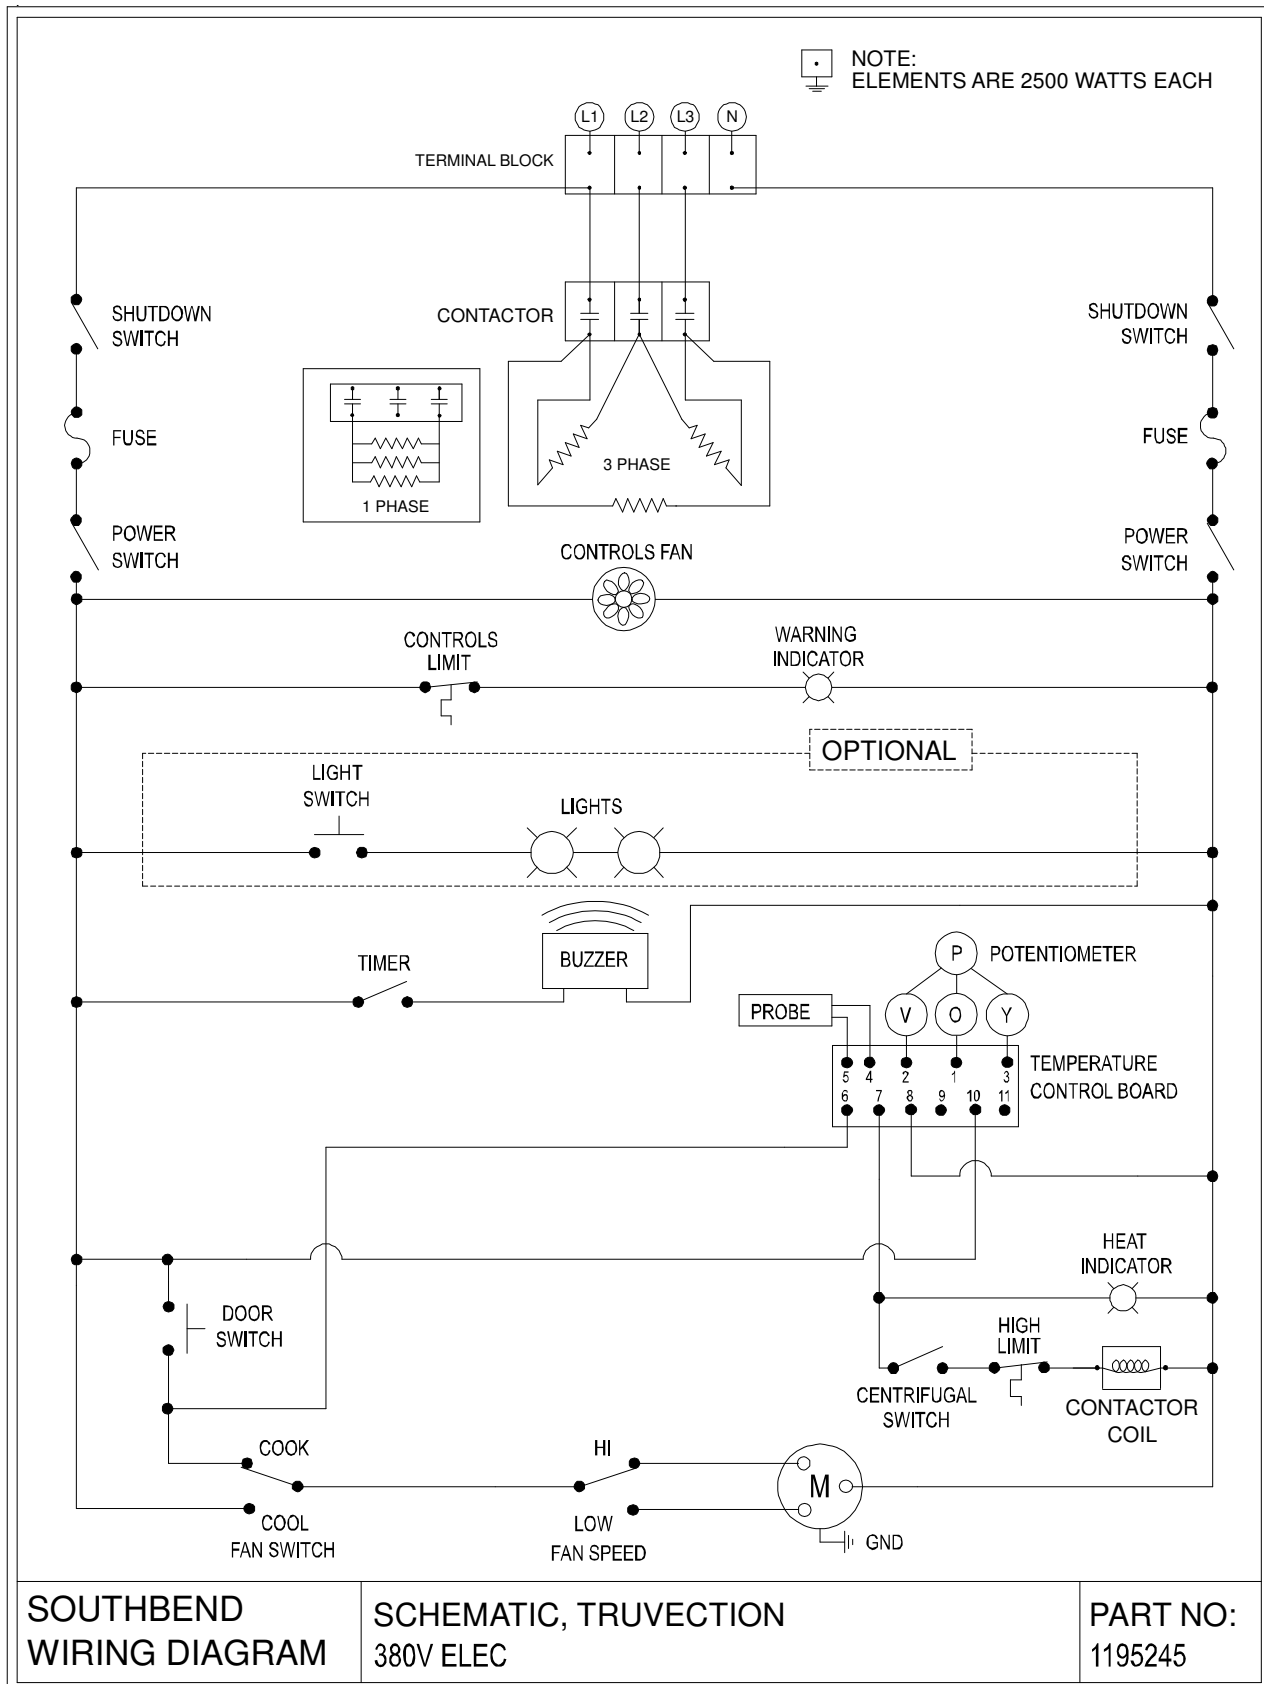 NOTE:
ELEMENTS ARE 2500 WATTS EACH
L1 L2 L3 N
TERMINAL BLOCK
SHUTDOWN
SWITCH
CONTACTOR
SHUTDOWN
SWITCH
FUSE
3 PHASE
1 PHASE
FUSE
POWER
SWITCH
CONTROLS FAN
POWER
SWITCH
CONTROLS
LIMIT
WARNING
INDICATOR
OPTIONAL
LIGHT
SWITCH
LIGHTS
TIMER
BUZZER
P
POTENTIOMETER
PROBE
V O Y
5 4 2 1 3
6 7 8 9 10 11
TEMPERATURE
CONTROL BOARD
HEAT
INDICATOR
DOOR
SWITCH
HIGH
LIMIT
CENTRIFUGAL
SWITCH
CONTACTOR
COIL
COOK
COOL
FAN SWITCH
HI
LOW
FAN SPEED
M
GND
SOUTHBEND
WIRING DIAGRAM
SCHEMATIC, TRUVECTION
380V ELEC
PART NO:
1195245